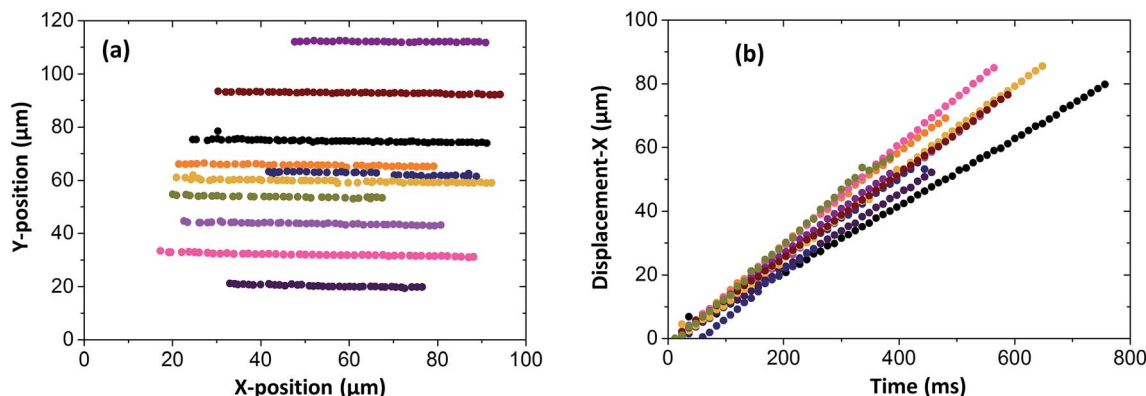 (a)
Y-position (µm)
120
100
80
60
40
20
0
0 20 40 60 80 100
X-position (µm)
(b)
Displacement-X (µm)
100
80
60
40
20
0
0 200 400 600 800
Time (ms)